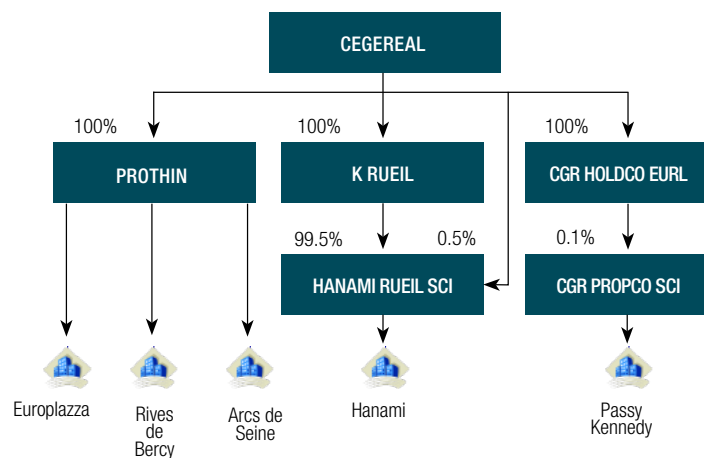 CEGEREAL
100%
100%
100%
PROTHIN
K RUEIL
CGR HOLDCO EURL
99.5%
0.5%
0.1%
HANAMI RUEIL SCI
CGR PROPCO SCI
Europlazza
Rives
de
Bercy
Arcs de
Seine
Hanami
Passy
Kennedy